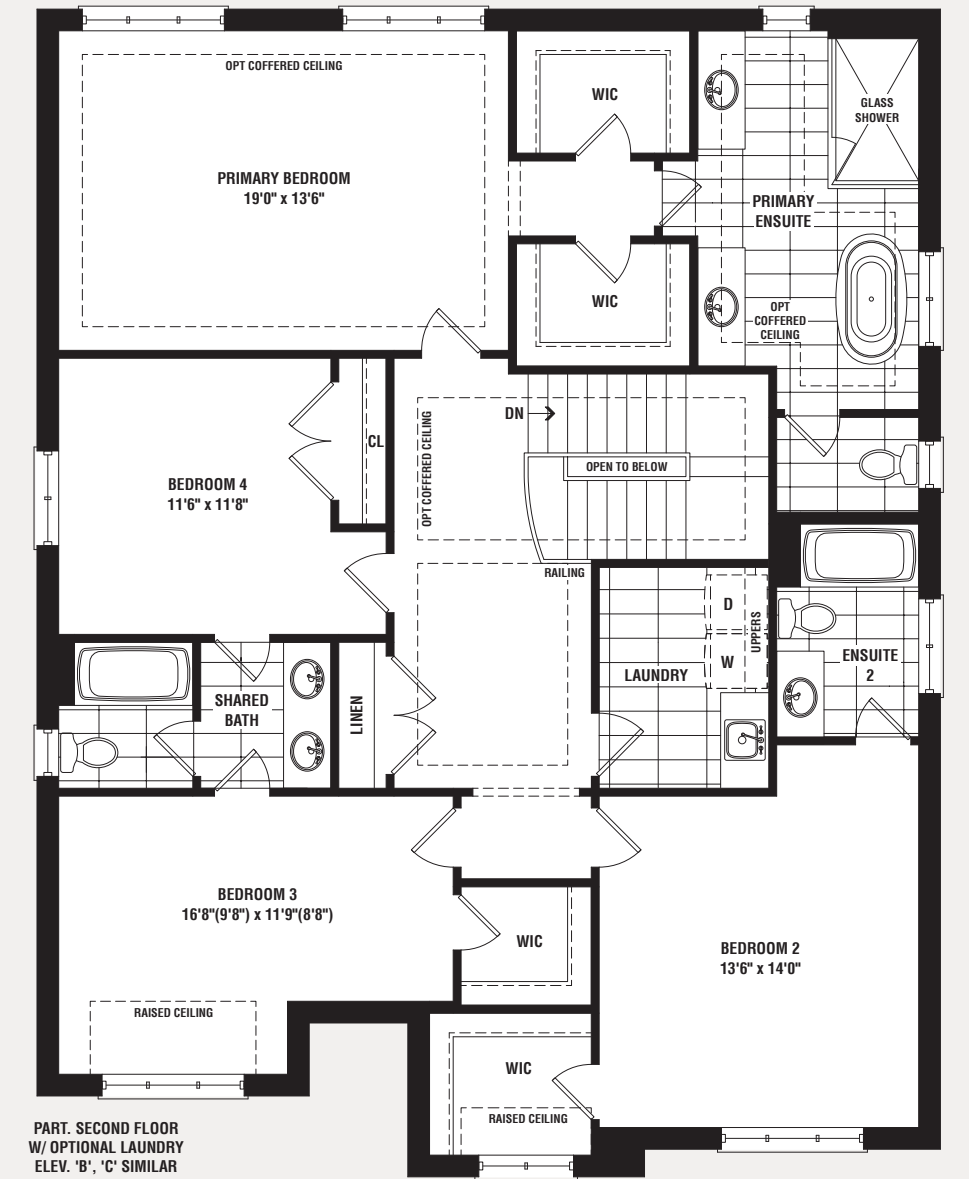 OPT COFFERED CEILING
WIC
GLASS
SHOWER
PRIMARY BEDROOM
19'0" x 13'6"
PRIMARY
ENSUITE
WIC
OPT
COFFERED
CEILING
DN
OPT COFFERED CEILING
CL
OPEN TO BELOW
BEDROOM 4
11'6" x 11'8"
RAILING
D
UPPERS
W
LAUNDRY
ENSUITE
2
SHARED
BATH
LINEN
BEDROOM 3
16'8"(9'8") x 11'9"(8'8")
WIC
BEDROOM 2
13'6" x 14'0"
RAISED CEILING
WIC
RAISED CEILING
PART. SECOND FLOOR
W/ OPTIONAL LAUNDRY
ELEV. 'B', 'C' SIMILAR